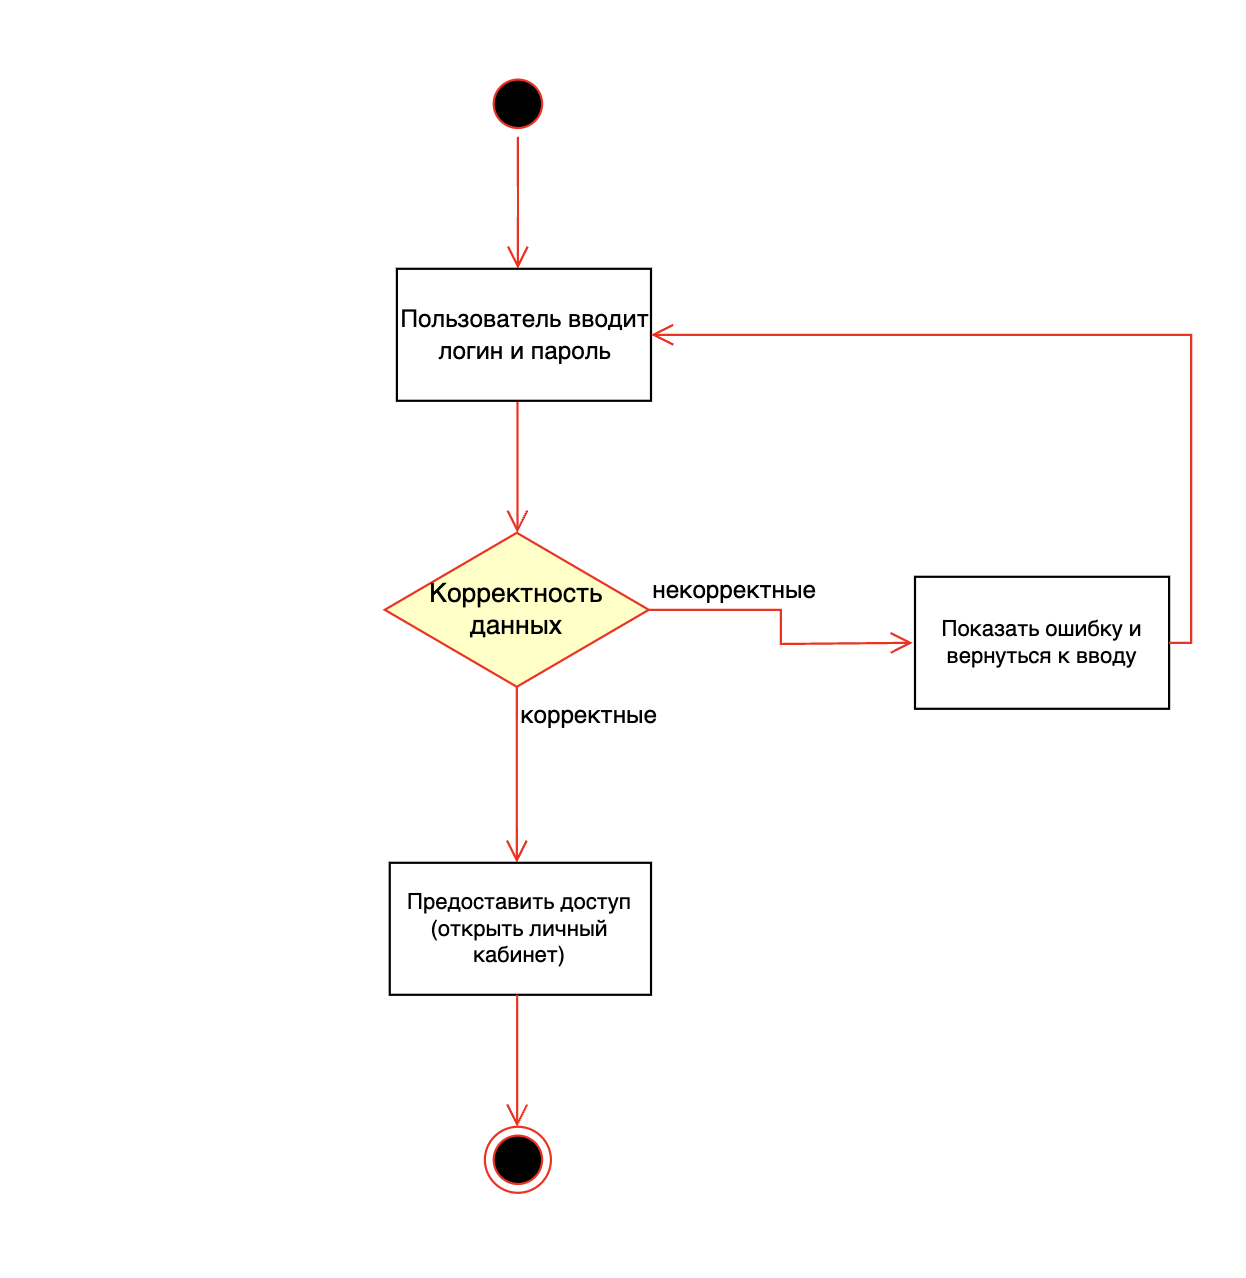 Пользователь вводит
логин и пароль
Корректность
данных
некорректные
Показать ошибку и
вернуться к вводу
корректные
Предоставить доступ
(открыть личный
кабинет)